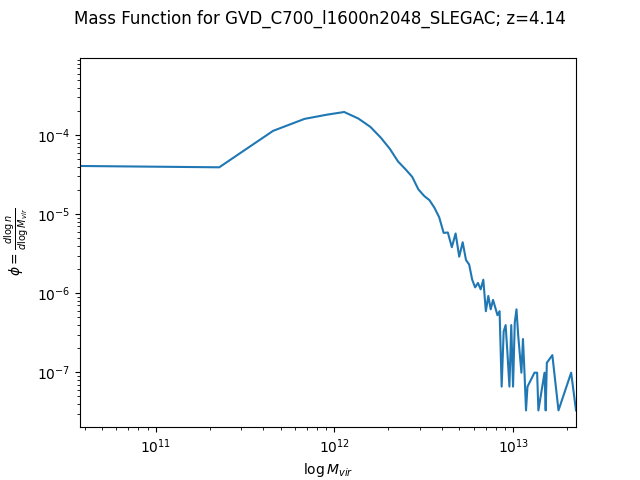 Mass Function for GVD_C700_l1600n2048_SLEGAC; z=4.14
10⁻⁴
10⁻⁵
10⁻⁶
10⁻⁷
ϕ = d log n / d log M_vir
10¹¹
10¹²
10¹³
log M_vir